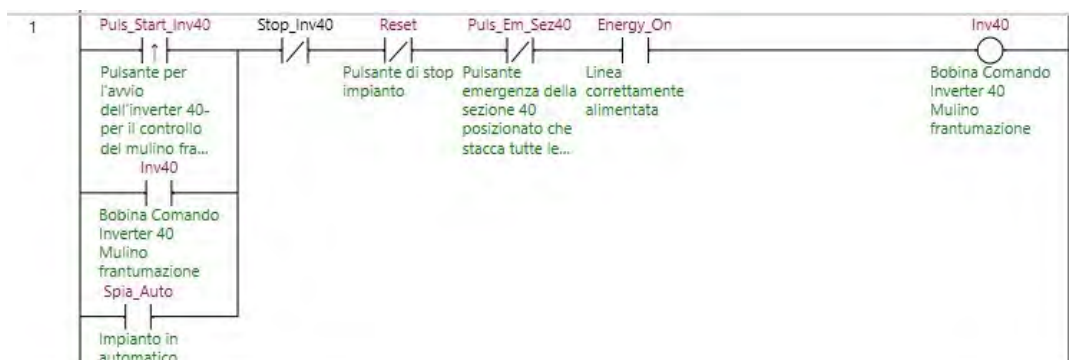 1
Puls_Start_Inv40 Stop_Inv40 Reset Puls_Em_Sez40 Energy_On Inv40
Pulsante per
l'avvio
dell'inverter 40-
per il controllo
del mulino fra...
Pulsante di stop
impianto
Pulsante
emergenza della
sezione 40
posizionato che
stacca tutte le...
Linea
correttamente
alimentata
Bobina Comando
Inverter 40
Mulino
frantumazione
Inv40
Bobina Comando
Inverter 40
Mulino
frantumazione
Spia_Auto
Impianto in
automatico